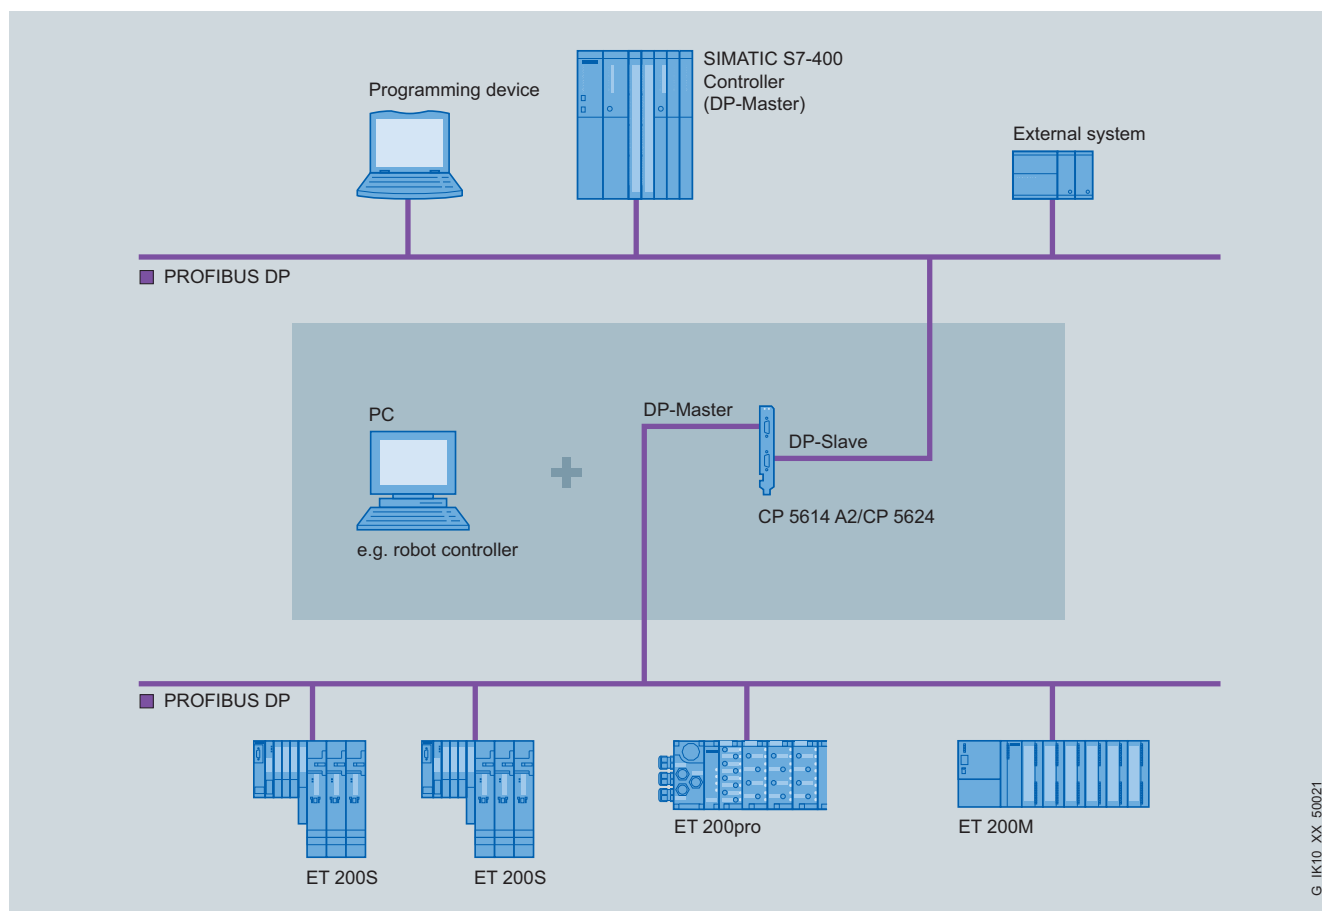 Programming device
SIMATIC S7-400
Controller
(DP-Master)
External system
PROFIBUS DP
PC
DP-Master
DP-Slave
CP 5614 A2/CP 5624
e.g. robot controller
PROFIBUS DP
ET 200S
ET 200S
ET 200pro
ET 200M
G_IK10_XX_50021